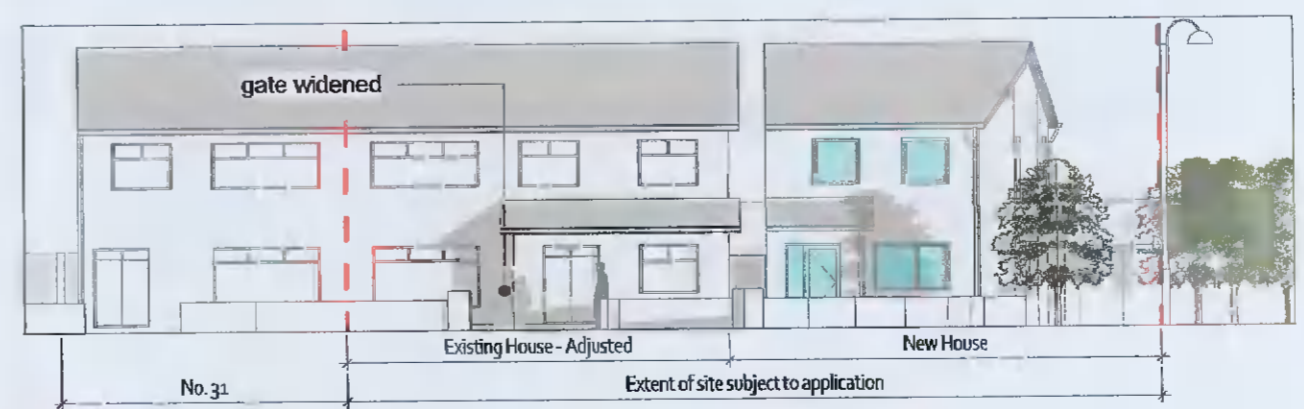 gate widened
Existing House - Adjusted
New House
No. 31
Extent of site subject to application